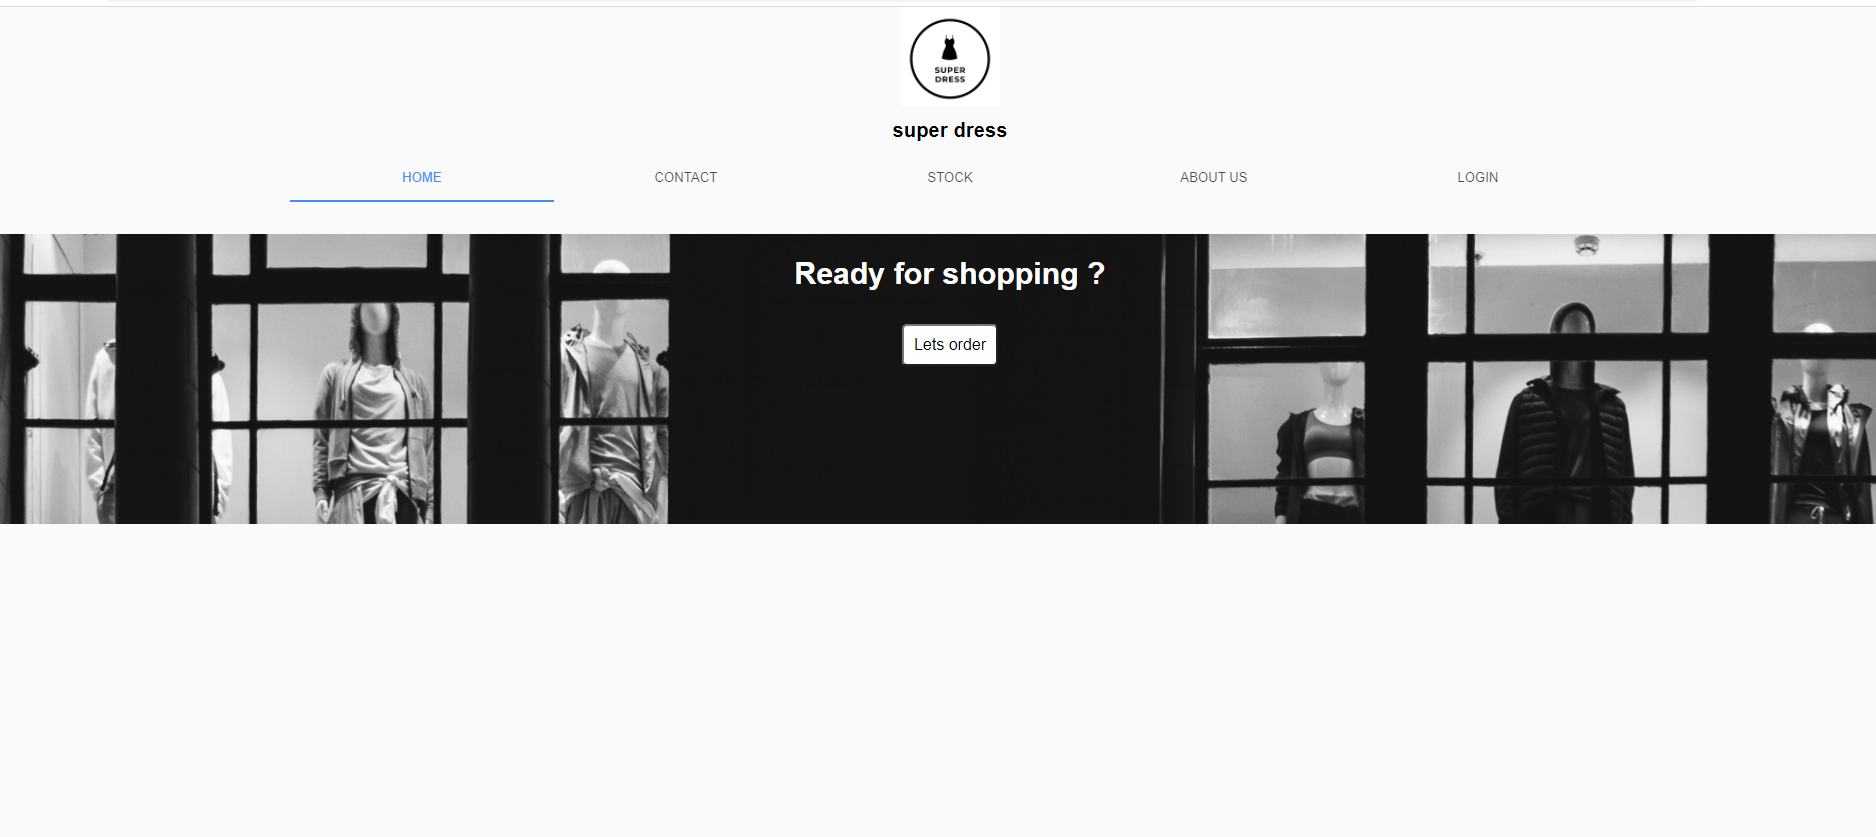 SUPER
DRESS
super dress
HOME CONTACT STOCK ABOUT US LOGIN
Ready for shopping ?
Lets order